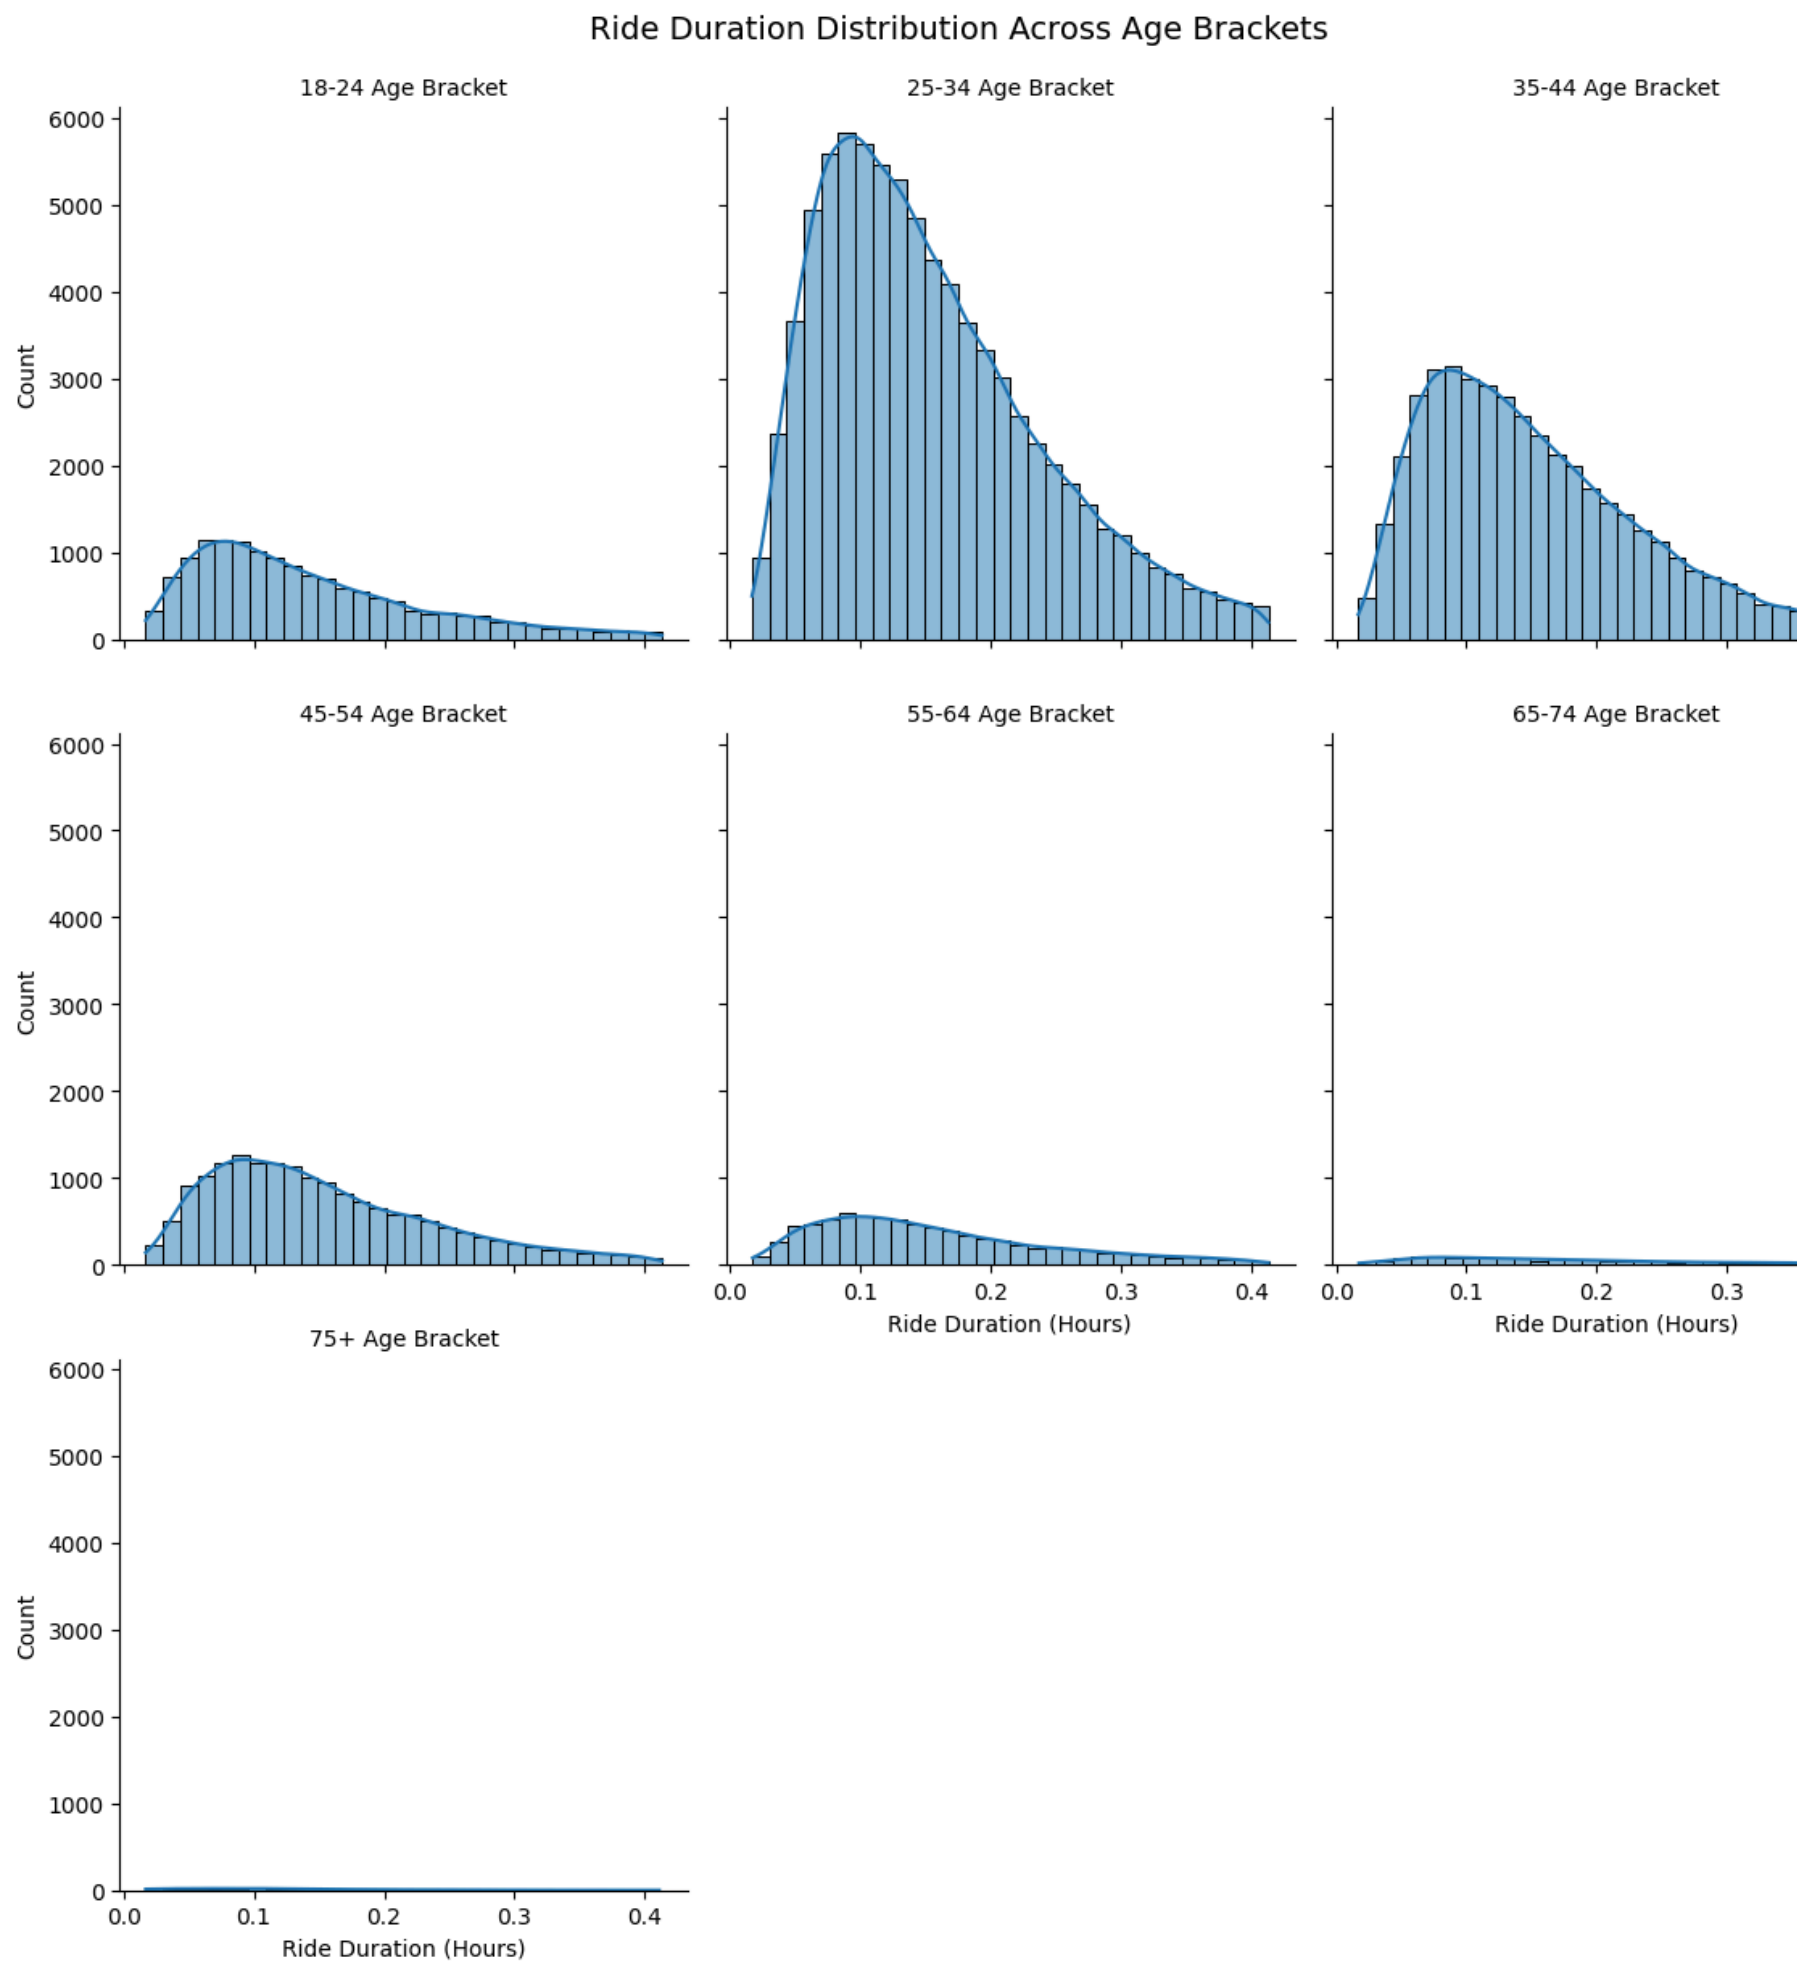 Ride Duration Distribution Across Age Brackets
18-24 Age Bracket
25-34 Age Bracket
35-44 Age Bracket
6000
5000
4000
3000
2000
1000
0
Count
45-54 Age Bracket
55-64 Age Bracket
65-74 Age Bracket
6000
5000
4000
3000
2000
1000
0
Count
0.0 0.1 0.2 0.3 0.4
Ride Duration (Hours)
0.0 0.1 0.2 0.3
Ride Duration (Hours)
75+ Age Bracket
6000
5000
4000
3000
2000
1000
0
Count
0.0 0.1 0.2 0.3 0.4
Ride Duration (Hours)